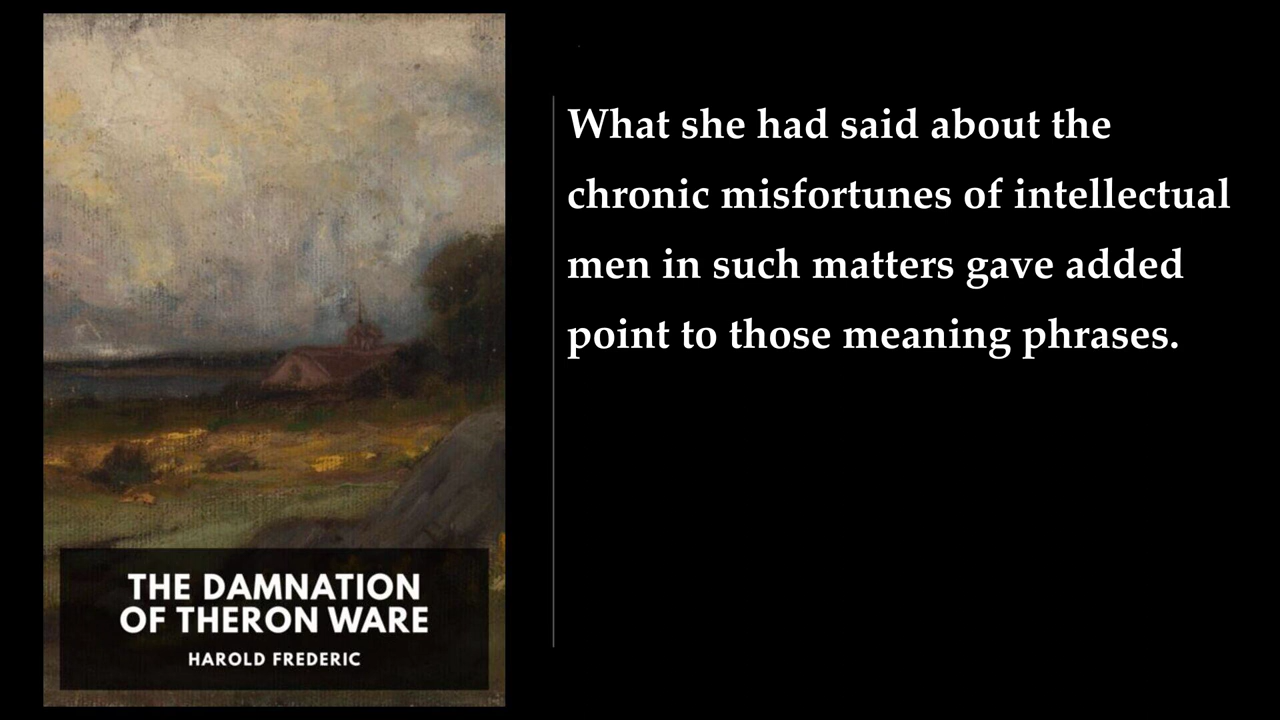 THE DAMNATION
OF THERON WARE
HAROLD FREDERIC
What she had said about the
chronic misfortunes of intellectual
men in such matters gave added
point to those meaning phrases.